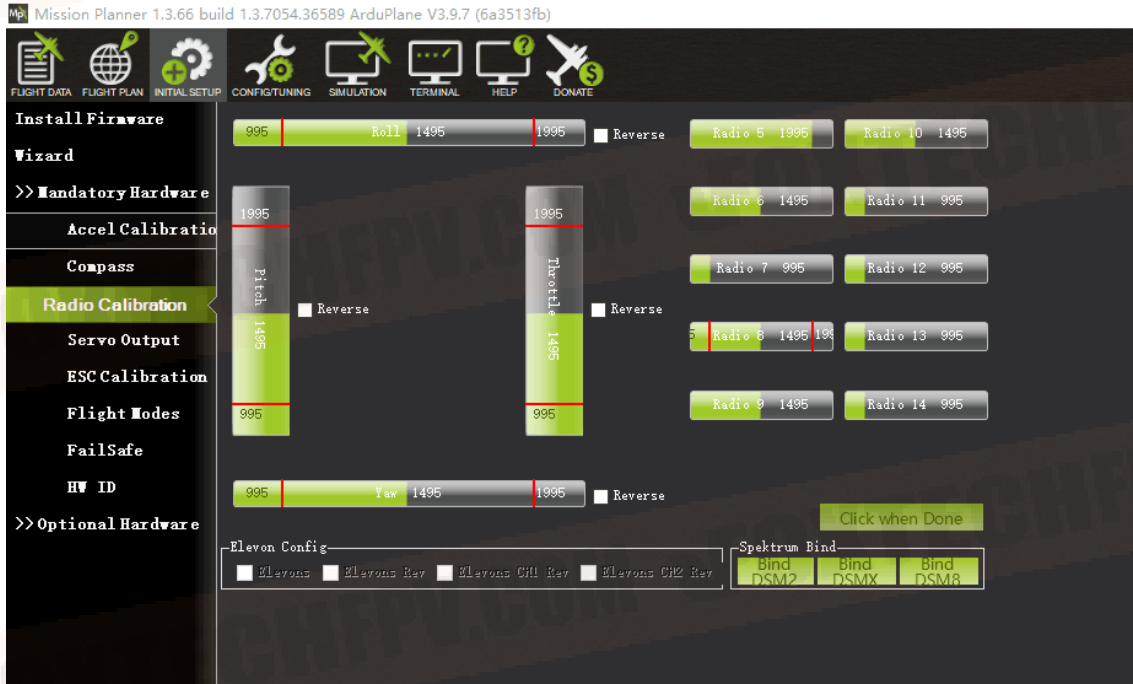 Mission Planner 1.3.66 build 1.3.7054.36589 ArduPlane V3.9.7 (6a3513fb)
FLIGHT DATA FLIGHT PLAN INITIAL SETUP CONFIG/TUNING SIMULATION TERMINAL HELP DONATE
Install Firmware
Wizard
>> Mandatory Hardware
Accel Calibratio
Compass
Radio Calibration
Servo Output
ESC Calibration
Flight Modes
FailSafe
HW ID
>> Optional Hardware
995 Roll 1495 1995 Reverse
1995
Pitch 1495
995
Reverse
1995
Throttle 1495
995
Reverse
995 Yaw 1495 1995 Reverse
Radio 5 1995 Radio 10 1495
Radio 6 1495 Radio 11 995
Radio 7 995 Radio 12 995
5 Radio 8 1495 199 Radio 13 995
Radio 9 1495 Radio 14 995
Click when Done
Elevon Config
Elevons Elevons Rev Elevons CH1 Rev Elevons CH2 Rev
Spektrum Bind
Bind DSM2 Bind DSMX Bind DSM8